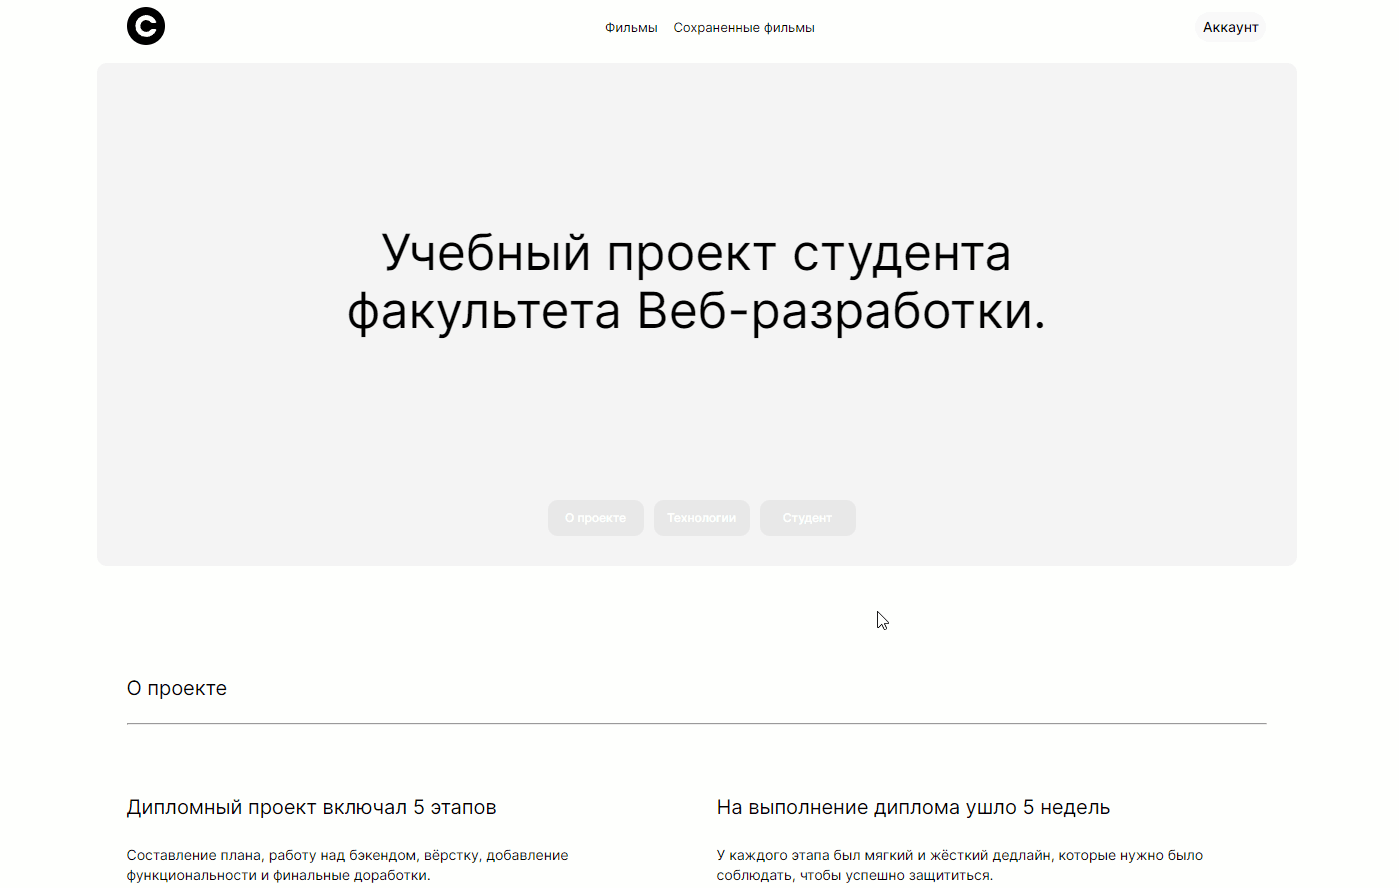 Фильмы Сохраненные фильмы Аккаунт
Учебный проект студента
факультета Веб-разработки.
О проекте Технологии Студент
О проекте
Дипломный проект включал 5 этапов
Составление плана, работу над бэкендом, вёрстку, добавление
функциональности и финальные доработки.
На выполнение диплома ушло 5 недель
У каждого этапа был мягкий и жёсткий дедлайн, которые нужно было
соблюдать, чтобы успешно защититься.